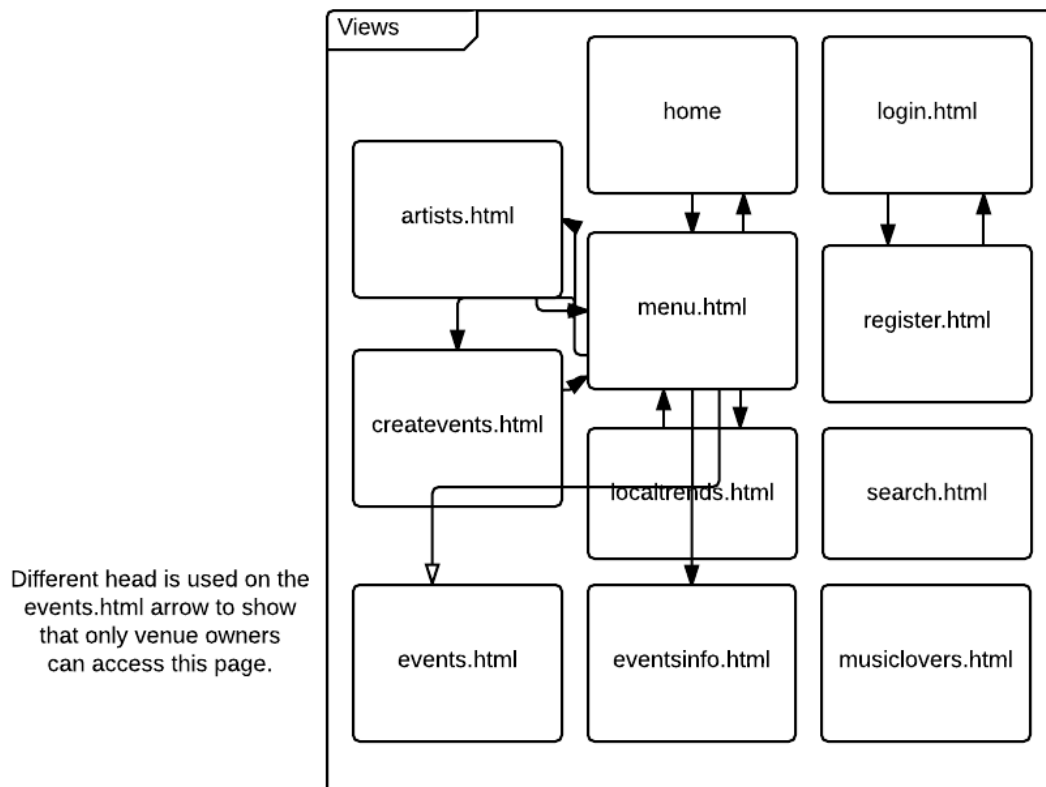 Views
home
login.html
artists.html
menu.html
register.html
createvents.html
localtrends.html
search.html
Different head is used on the
events.html arrow to show
that only venue owners
can access this page.
events.html
eventsinfo.html
musiclovers.html